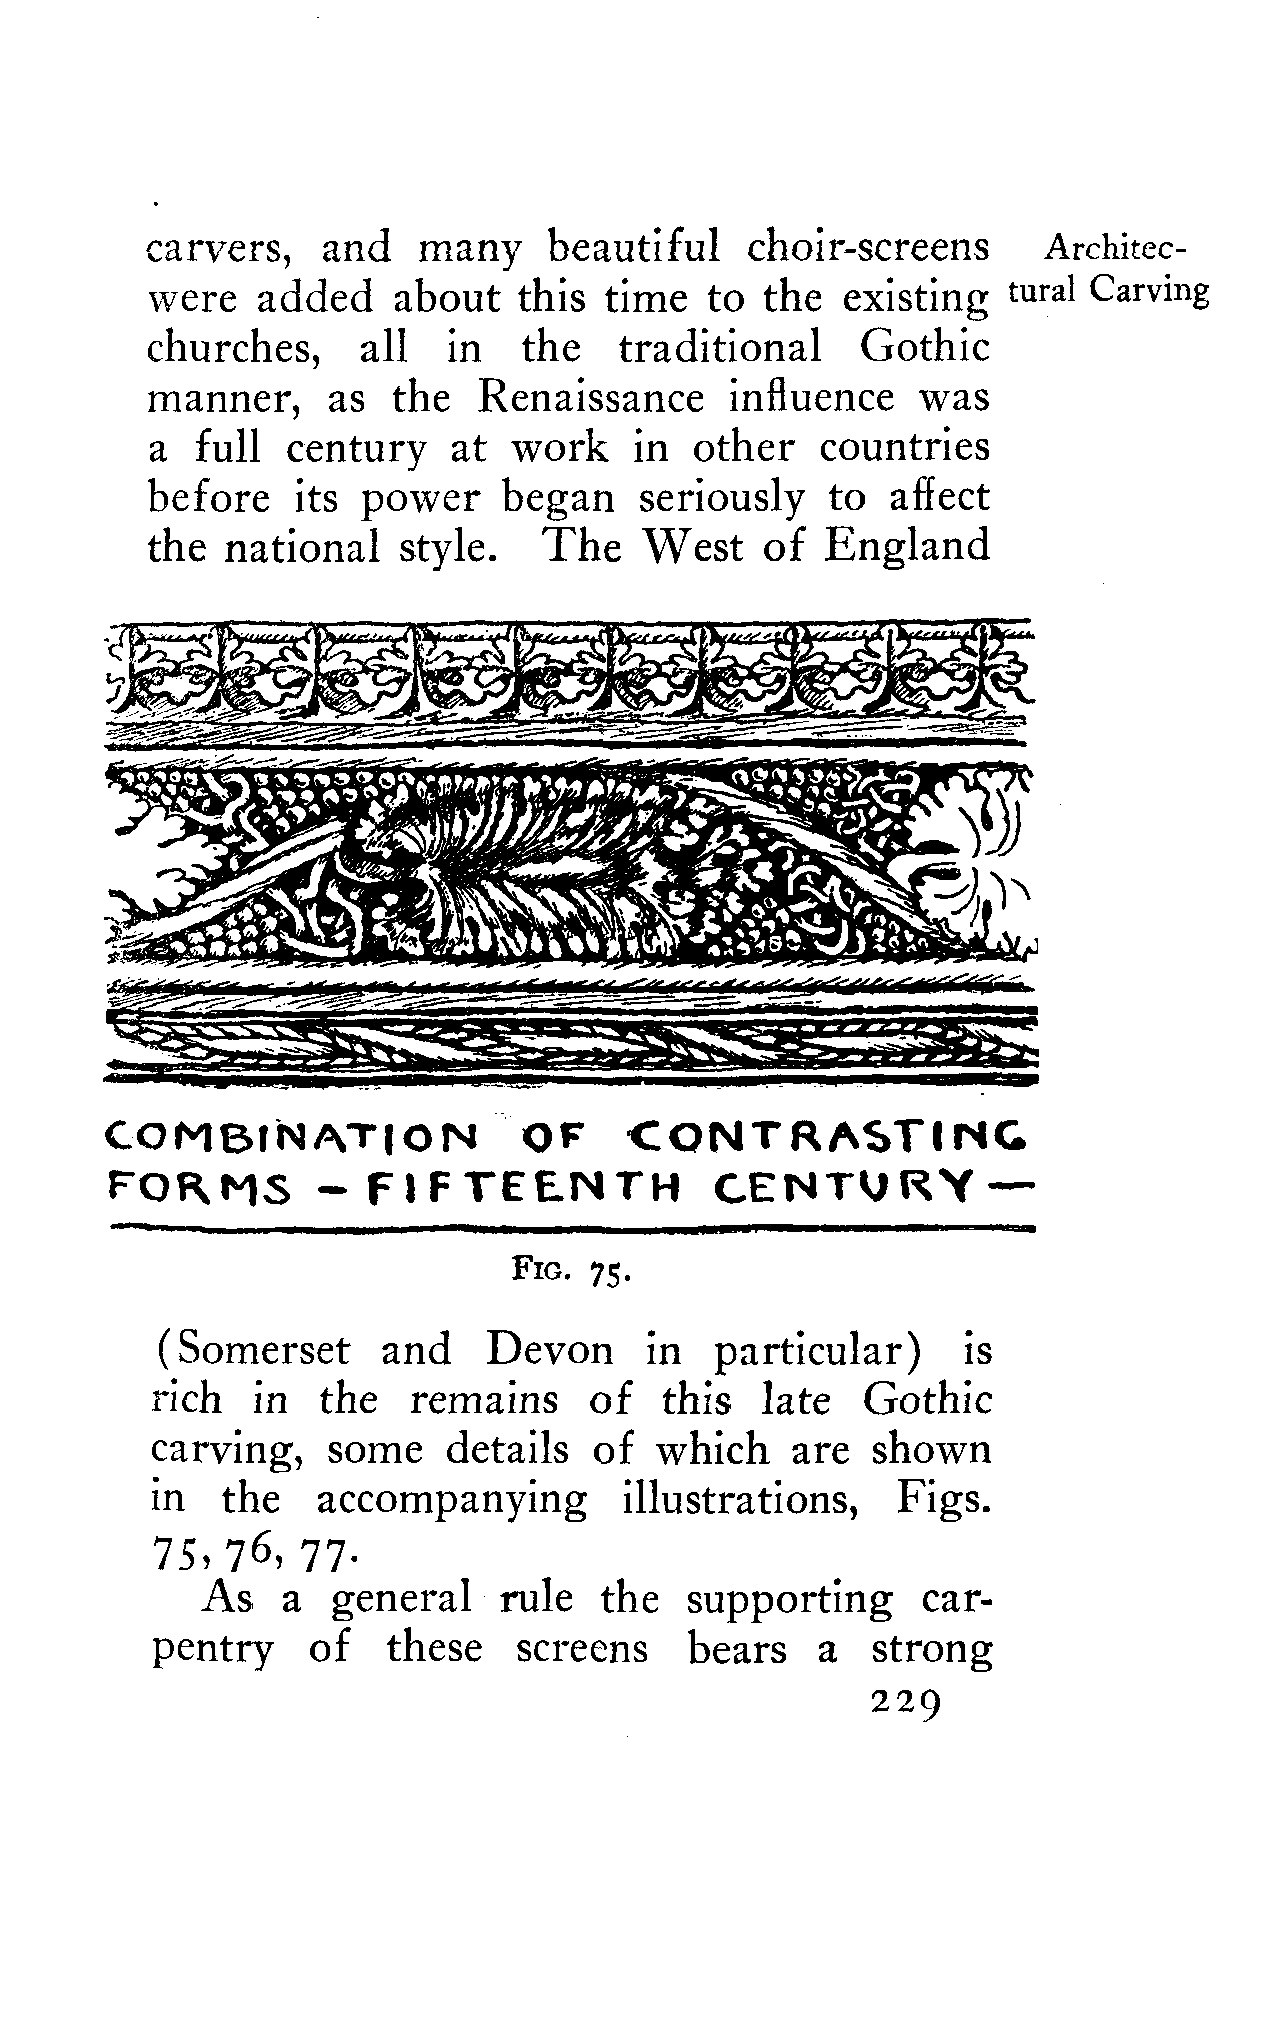 carvers, and many beautiful choir-screens
Architec-
were added about this time to the existing
tural Carving
churches, all in the traditional Gothic
manner, as the Renaissance influence was
a full century at work in other countries
before its power began seriously to affect
the national style. The West of England
COMBINATION OF CONTRASTING
FORMS – FIFTEENTH CENTURY—
FIG. 75.
(Somerset and Devon in particular) is
rich in the remains of this late Gothic
carving, some details of which are shown
in the accompanying illustrations, Figs.
75, 76, 77.
As a general rule the supporting car-
pentry of these screens bears a strong
229